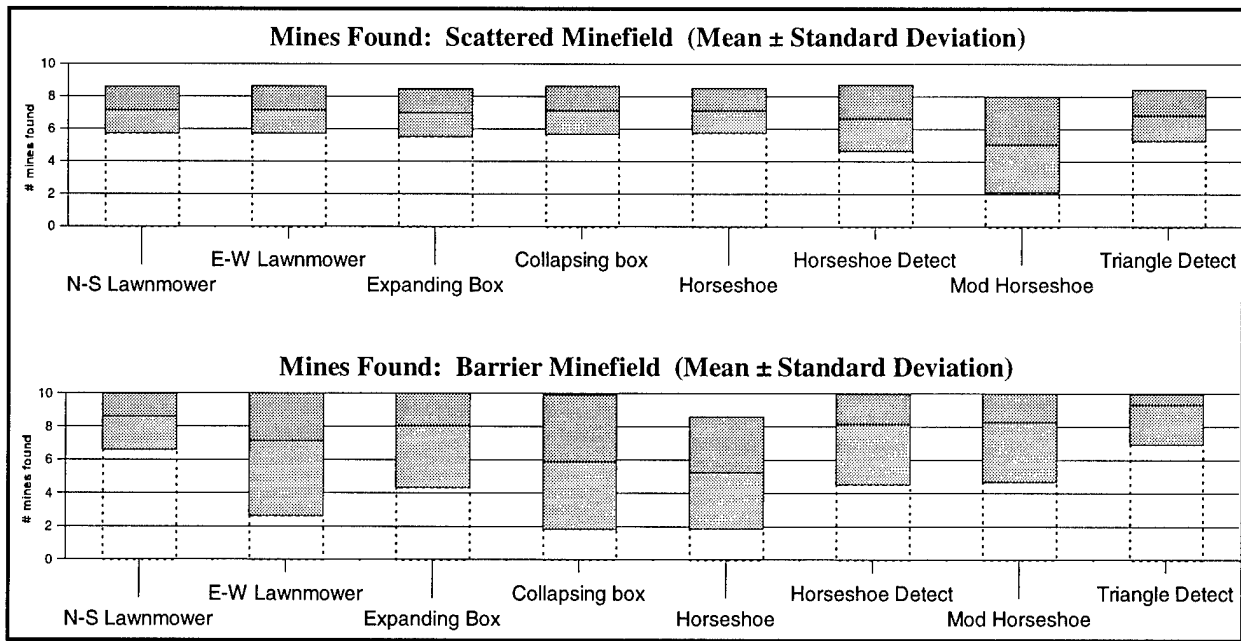 Mines Found: Scattered Minefield (Mean ± Standard Deviation)
10
8
6
4
2
0
# mines found
E-W Lawnmower Collapsing box Horseshoe Detect Triangle Detect
N-S Lawnmower Expanding Box Horseshoe Mod Horseshoe
Mines Found: Barrier Minefield (Mean ± Standard Deviation)
10
8
6
4
2
0
# mines found
E-W Lawnmower Collapsing box Horseshoe Detect Triangle Detect
N-S Lawnmower Expanding Box Horseshoe Mod Horseshoe